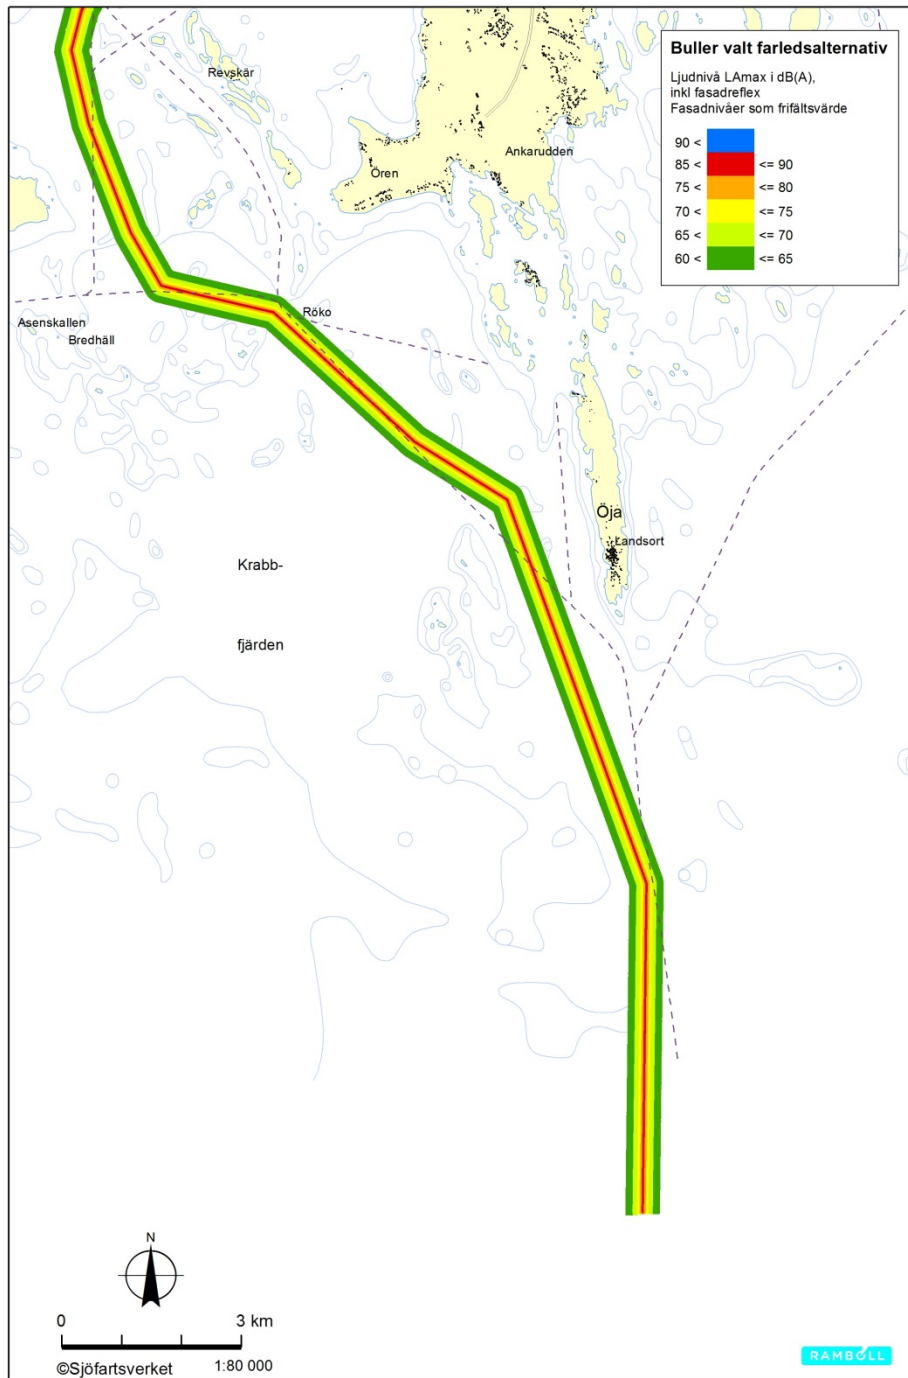 Buller valt farledsalternativ
Ljudnivå LAmax i dB(A),
inkl fasadreflex
Fasadnivåer som frifältsvärde
90 <
85 < <= 90
75 < <= 80
70 < <= 75
65 < <= 70
60 < <= 65
Revskär
Ankarudden
Ören
Röko
Asenskallen
Bredhäll
Öja
Landsort
Krabb-
fjärden
N
0 3 km
©Sjöfartsverket 1:80 000
RAMBOLL